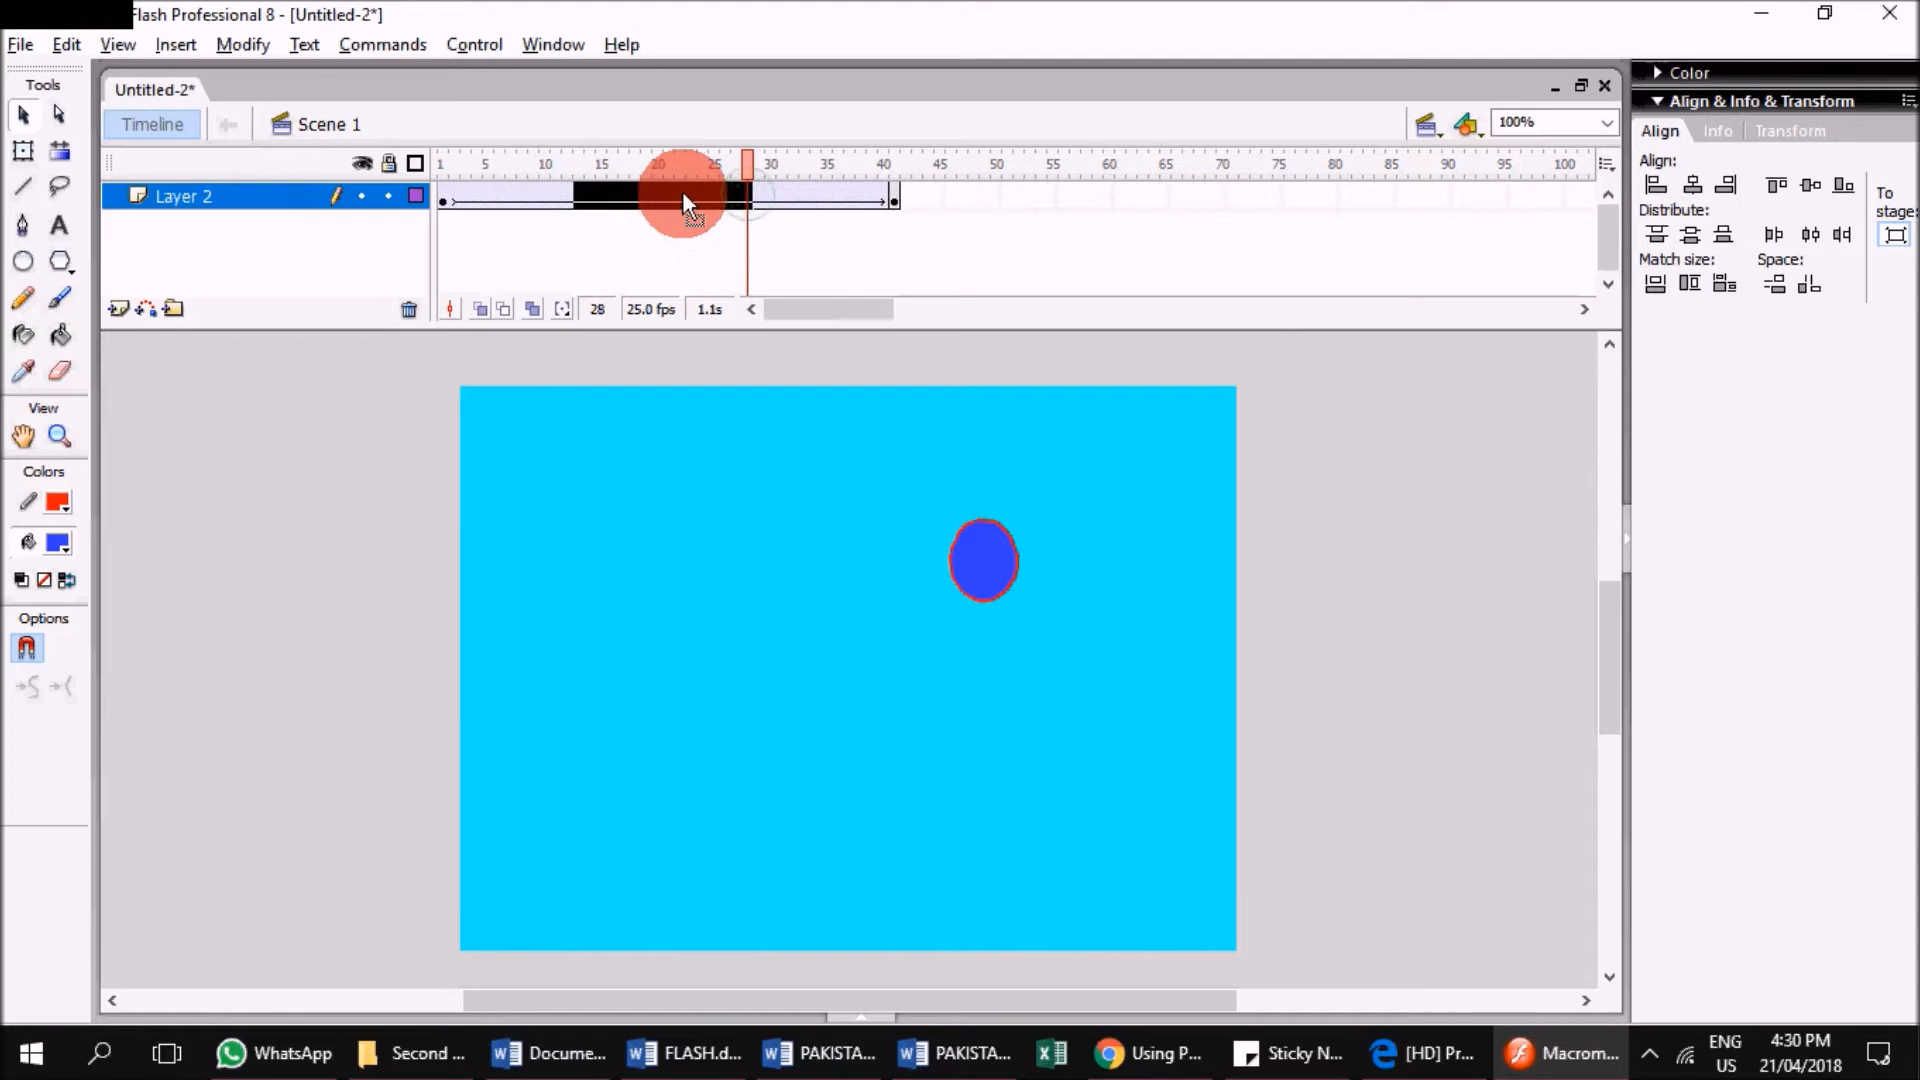 Flash Professional 8 - [Untitled-2*]
File Edit View Insert Modify Text Commands Control Window Help
Tools
Untitled-2*
Timeline
Scene 1
100%
1 5 10 15 20 25 30 35 40 45 50 55 60 65 70 75 80 85 90 95 100
Layer 2
28 25.0 fps 1.1s
View
Colors
Options
Color
Align & Info & Transform
Align Info Transform
Align:
To
stage:
Distribute:
Match size: Space:
WhatsApp
Second ...
Docume...
FLASH.d...
PAKISTA...
PAKISTA...
Using P...
Sticky N...
[HD] Pr...
Macrom...
ENG
US
4:30 PM
21/04/2018